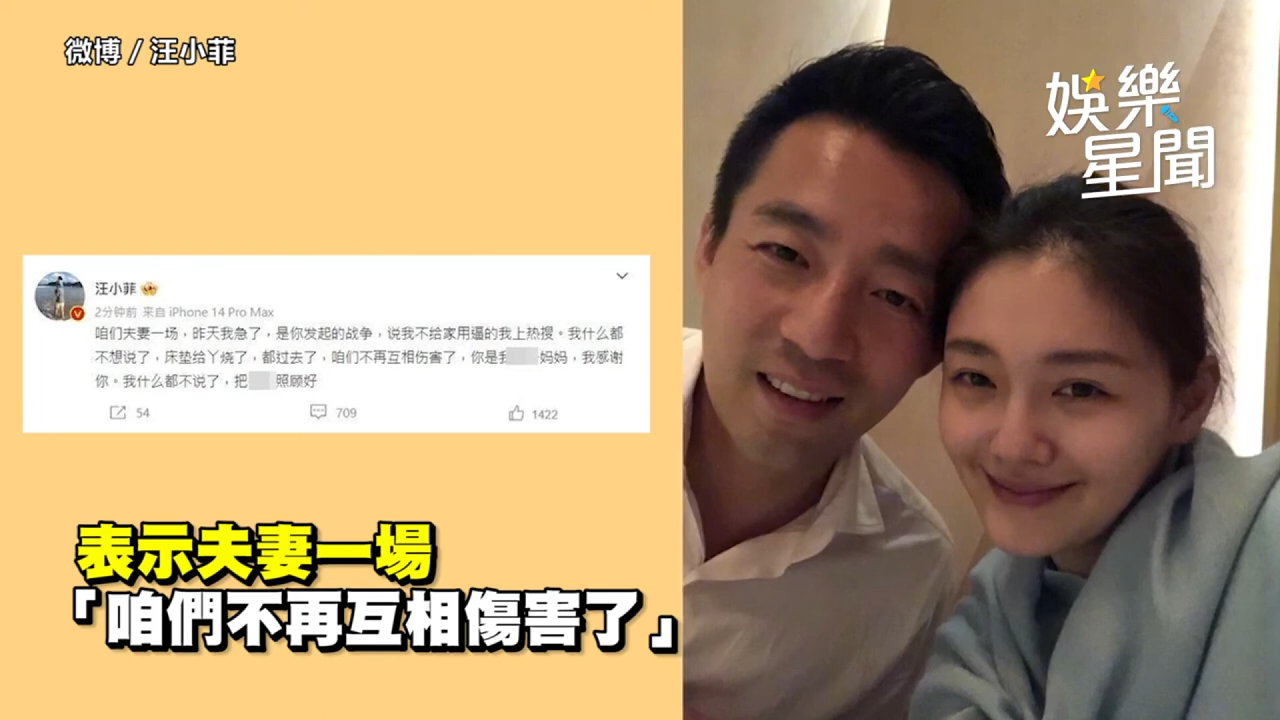 微博 / 汪小菲
娛樂
星聞
汪小菲
2分钟前 来自 iPhone 14 Pro Max
咱们夫妻一场，昨天我急了，是你发起的战争，说我不给家用逼的我上热搜。我什么都
不想说了，床垫给丫烧了，都过去了，咱们不再互相伤害了，你是我 妈妈，我感谢
你。我什么都不说了，把 照顾好
54 709 1422
表示夫妻一場
「咱們不再互相傷害了」